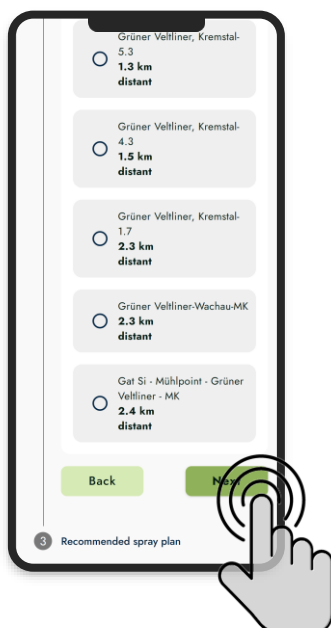 Grüner Veltliner, Kremstal-
5.3
1.3 km
distant
Grüner Veltliner, Kremstal-
4.3
1.5 km
distant
Grüner Veltliner, Kremstal-
1.7
2.3 km
distant
Grüner Veltliner-Wachau-MK
2.3 km
distant
Gat Si - Mühlpoint - Grüner
Veltliner - MK
2.4 km
distant
Back
Next
3
Recommended spray plan